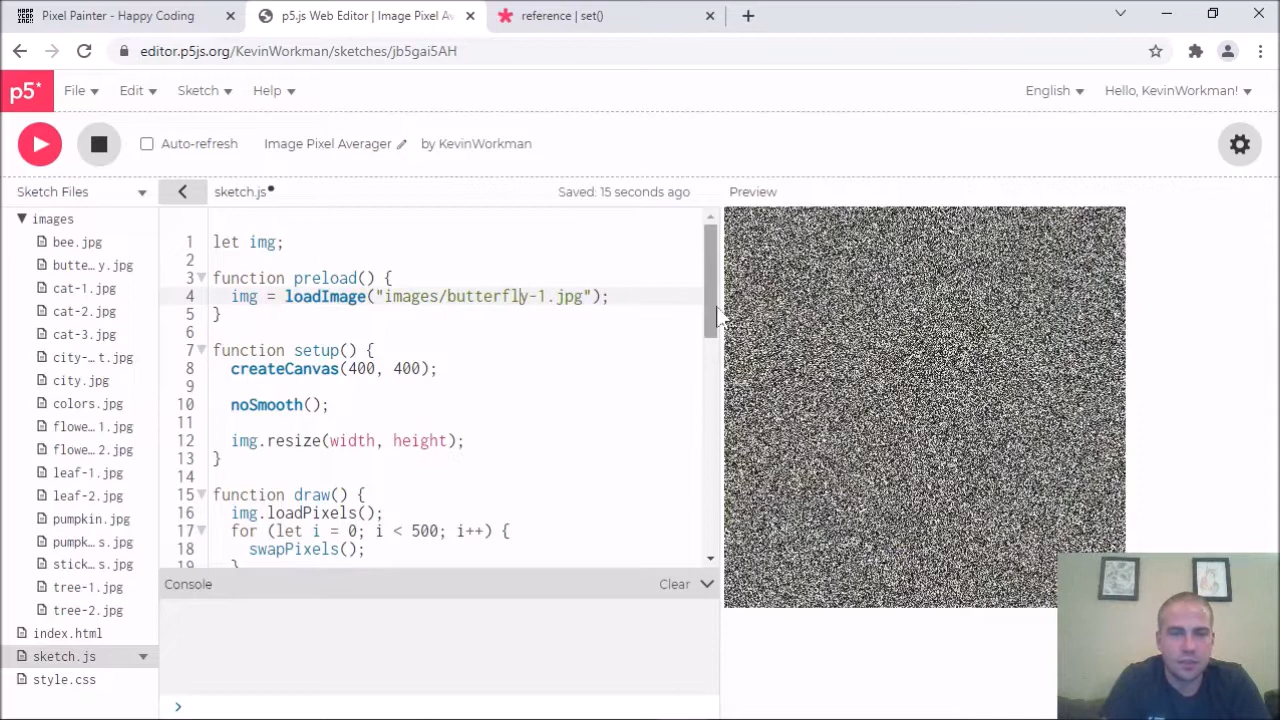 Pixel Painter - Happy Coding
p5.js Web Editor | Image Pixel Av
reference | set()
editor.p5js.org/KevinWorkman/sketches/jb5gai5AH
p5*
File
Edit
Sketch
Help
English
Hello, KevinWorkman!
Auto-refresh
Image Pixel Averager
by KevinWorkman
Sketch Files
sketch.js
Saved: 15 seconds ago
Preview
images
bee.jpg
butte…y.jpg
cat-1.jpg
cat-2.jpg
cat-3.jpg
city-…t.jpg
city.jpg
colors.jpg
flowe…1.jpg
flowe…2.jpg
leaf-1.jpg
leaf-2.jpg
pumpkin.jpg
pumpk…s.jpg
stick…s.jpg
tree-1.jpg
tree-2.jpg
index.html
sketch.js
style.css
1 let img;
2
3 function preload() {
4 img = loadImage("images/butterfly-1.jpg");
5 }
6
7 function setup() {
8 createCanvas(400, 400);
9
10 noSmooth();
11
12 img.resize(width, height);
13 }
14
15 function draw() {
16 img.loadPixels();
17 for (let i = 0; i < 500; i++) {
18 swapPixels();
19 }
Console
Clear
>